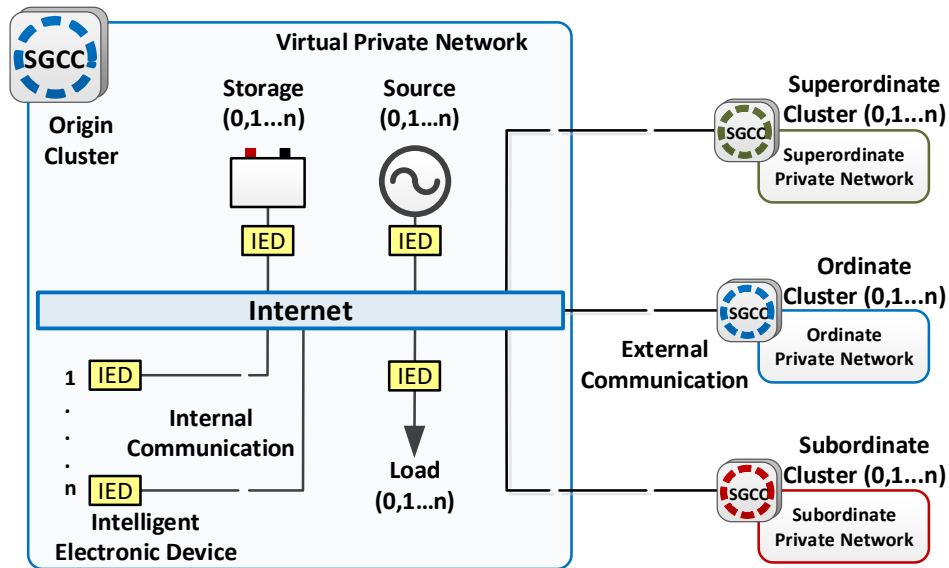 SGCC
Virtual Private Network
Origin
Cluster
Storage
(0,1...n)
Source
(0,1...n)
IED
IED
Internet
1
IED
.
.
.
n
IED
Internal
Communication
Intelligent
Electronic Device
IED
Load
(0,1...n)
External
Communication
Superordinate
Cluster (0,1...n)
SGCC
Superordinate
Private Network
Ordinate
Cluster (0,1...n)
SGCC
Ordinate
Private Network
Subordinate
Cluster (0,1...n)
SGCC
Subordinate
Private Network